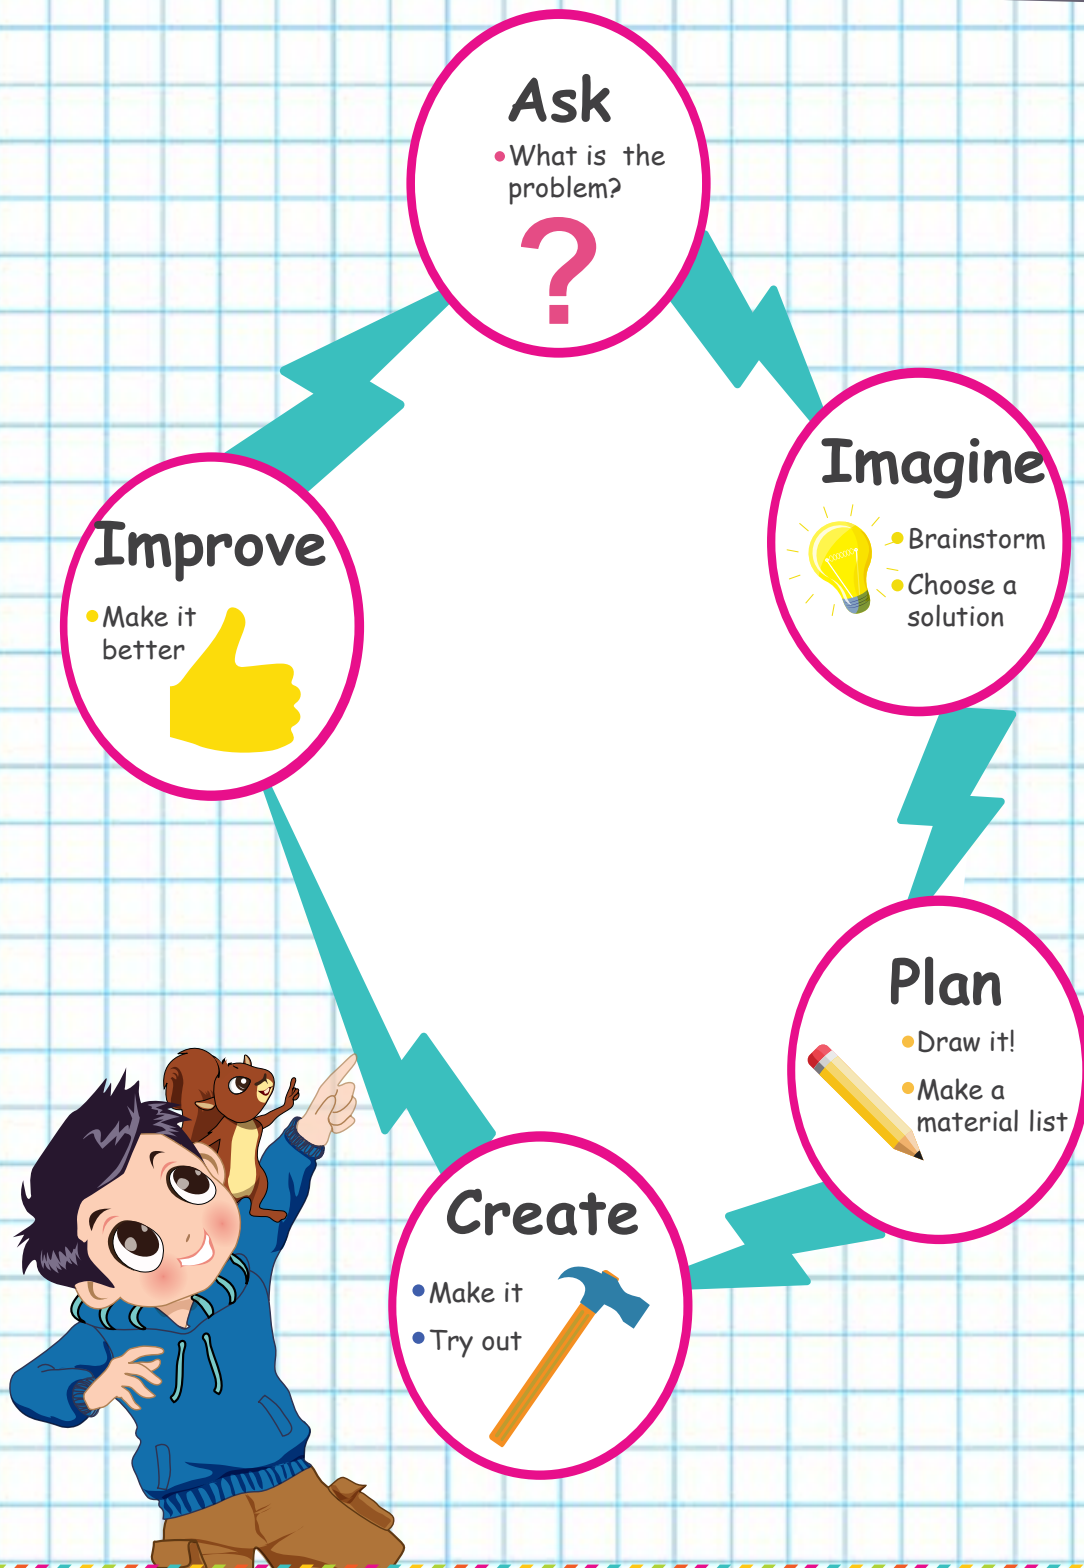 Ask
•What is the
problem?
?
Imagine
•Brainstorm
•Choose a
solution
Plan
•Draw it!
•Make a
material list
Create
•Make it
•Try out
Improve
•Make it
better